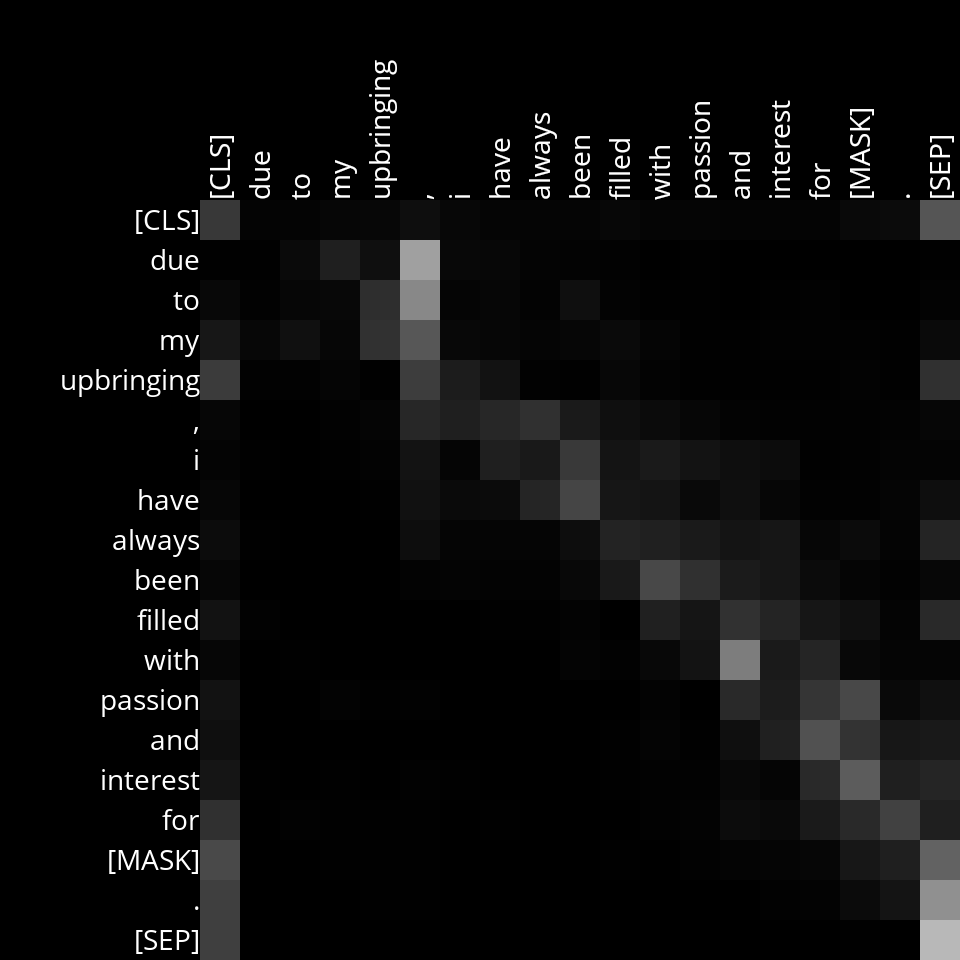 [CLS] due to my upbringing , i have always been filled with passion and interest for [MASK] . [SEP]
[CLS]
due
to
my
upbringing
,
i
have
always
been
filled
with
passion
and
interest
for
[MASK]
.
[SEP]